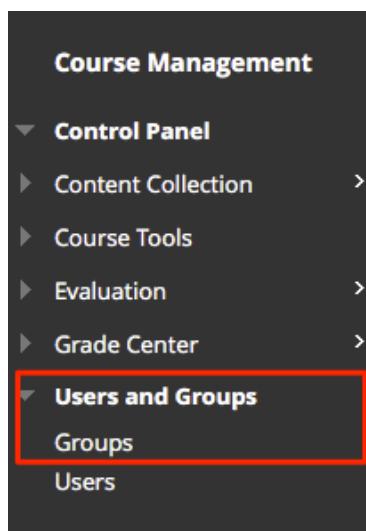 Course Management
Control Panel
Content Collection
Course Tools
Evaluation
Grade Center
Users and Groups
Groups
Users